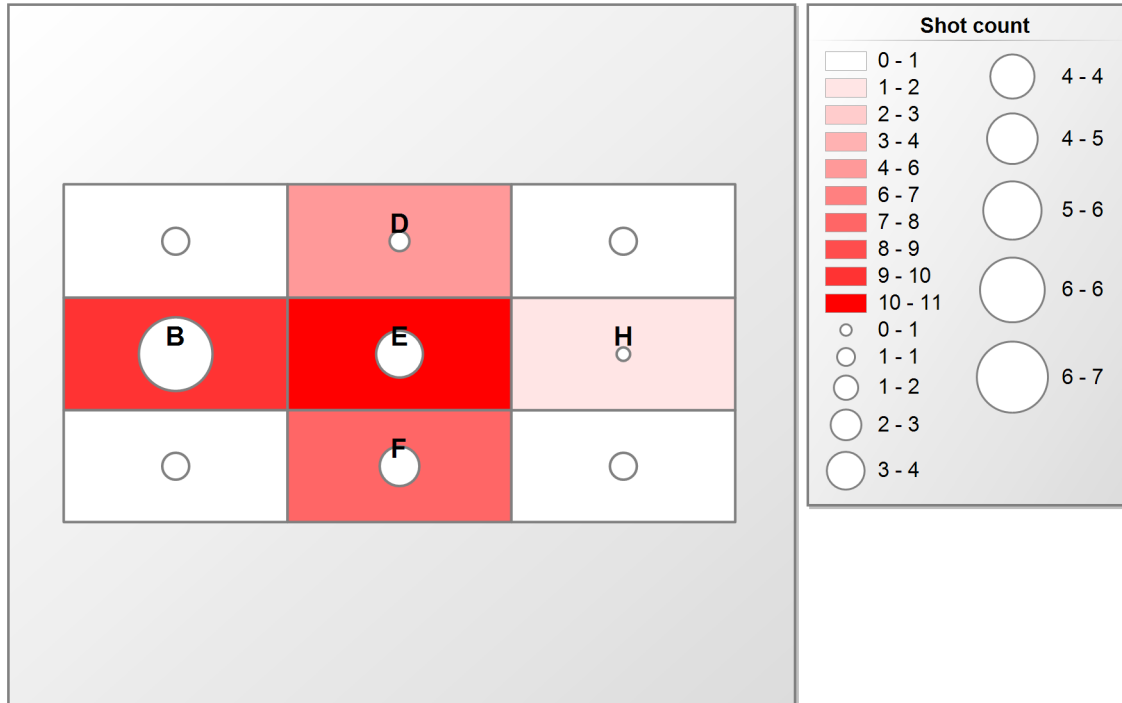 Shot count
0 - 1
1 - 2
2 - 3
3 - 4
4 - 6
6 - 7
7 - 8
8 - 9
9 - 10
10 - 11
0 - 1
1 - 1
1 - 2
2 - 3
3 - 4
4 - 4
4 - 5
5 - 6
6 - 6
6 - 7
D
B E H
F